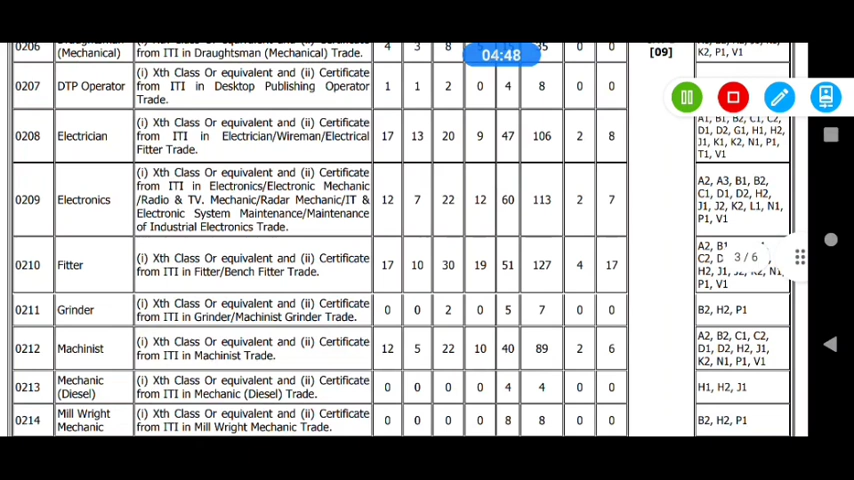 0206 (Mechanical) from ITI in Draughtsman (Mechanical) Trade. 4 3 8 35 0 0 [09] K2, P1, V1
04:48
0207 DTP Operator (i) Xth Class Or equivalent and (ii) Certificate
from ITI in Desktop Publishing Operator
Trade. 1 1 2 0 4 8 0 0
0208 Electrician (i) Xth Class Or equivalent and (ii) Certificate
from ITI in Electrician/Wireman/Electrical
Fitter Trade. 17 13 20 9 47 106 2 8
A1, B1, B2, C1, C2,
D1, D2, G1, H1, H2,
J1, K1, K2, N1, P1,
T1, V1
0209 Electronics (i) Xth Class Or equivalent and (ii) Certificate
from ITI in Electronics/Electronic Mechanic
/Radio & TV. Mechanic/Radar Mechanic/IT &
Electronic System Maintenance/Maintenance
of Industrial Electronics Trade. 12 7 22 12 60 113 2 7
A2, A3, B1, B2,
C1, D1, D2, H2,
J1, J2, K2, L1, N1,
P1, V1
0210 Fitter (i) Xth Class Or equivalent and (ii) Certificate
from ITI in Fitter/Bench Fitter Trade. 17 10 30 19 51 127 4 17
A2, B1
C2, D
H2, J1, J2, K2, N1,
P1, V1
3/6
0211 Grinder (i) Xth Class Or equivalent and (ii) Certificate
from ITI in Grinder/Machinist Grinder Trade. 0 0 2 0 5 7 0 0 B2, H2, P1
0212 Machinist (i) Xth Class Or equivalent and (ii) Certificate
from ITI in Machinist Trade. 12 5 22 10 40 89 2 6
A2, B2, C1, C2,
D1, D2, H2, J1,
K2, N1, P1, V1
0213 Mechanic
(Diesel) (i) Xth Class Or equivalent and (ii) Certificate
from ITI in Mechanic (Diesel) Trade. 0 0 0 0 4 4 0 0 H1, H2, J1
0214 Mill Wright
Mechanic (i) Xth Class Or equivalent and (ii) Certificate
from ITI in Mill Wright Mechanic Trade. 0 0 0 0 8 8 0 0 B2, H2, P1